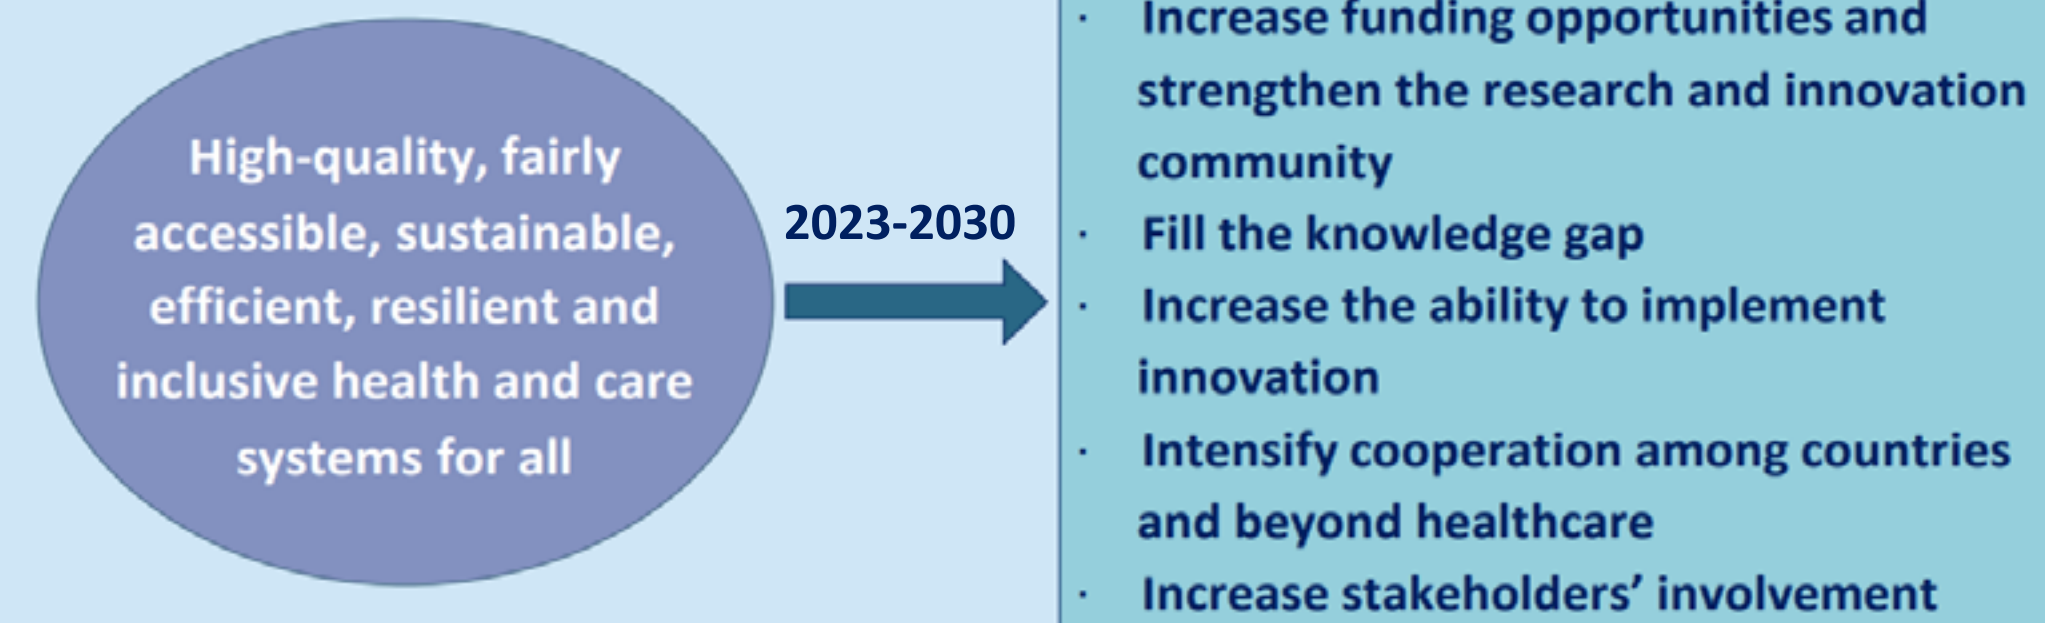 High-quality, fairly
accessible, sustainable,
efficient, resilient and
inclusive health and care
systems for all
2023-2030
· Increase funding opportunities and
strengthen the research and innovation
community
· Fill the knowledge gap
· Increase the ability to implement
innovation
· Intensify cooperation among countries
and beyond healthcare
· Increase stakeholders’ involvement